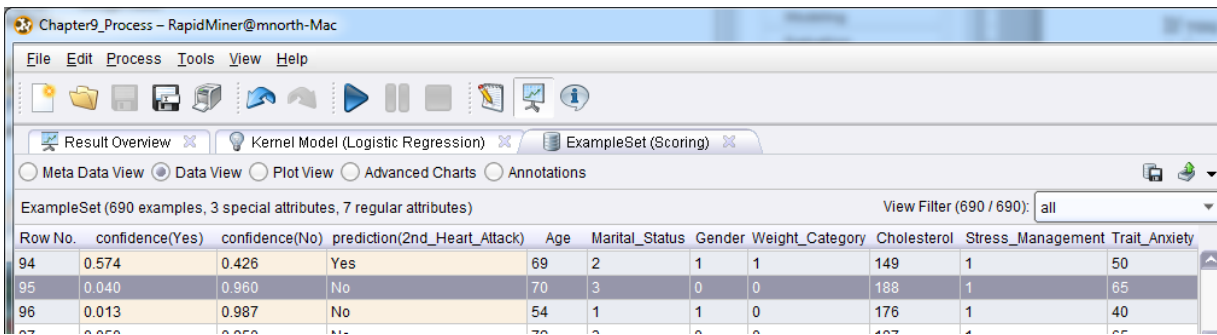 Chapter9_Process – RapidMiner@mnorth-Mac
File Edit Process Tools View Help
Result Overview Kernel Model (Logistic Regression) ExampleSet (Scoring)
Meta Data View Data View Plot View Advanced Charts Annotations
ExampleSet (690 examples, 3 special attributes, 7 regular attributes) View Filter (690 / 690): all
Row No. confidence(Yes) confidence(No) prediction(2nd_Heart_Attack) Age Marital_Status Gender Weight_Category Cholesterol Stress_Management Trait_Anxiety
94 0.574 0.426 Yes 69 2 1 1 149 1 50
95 0.040 0.960 No 70 3 0 0 188 1 65
96 0.013 0.987 No 54 1 1 0 176 1 40